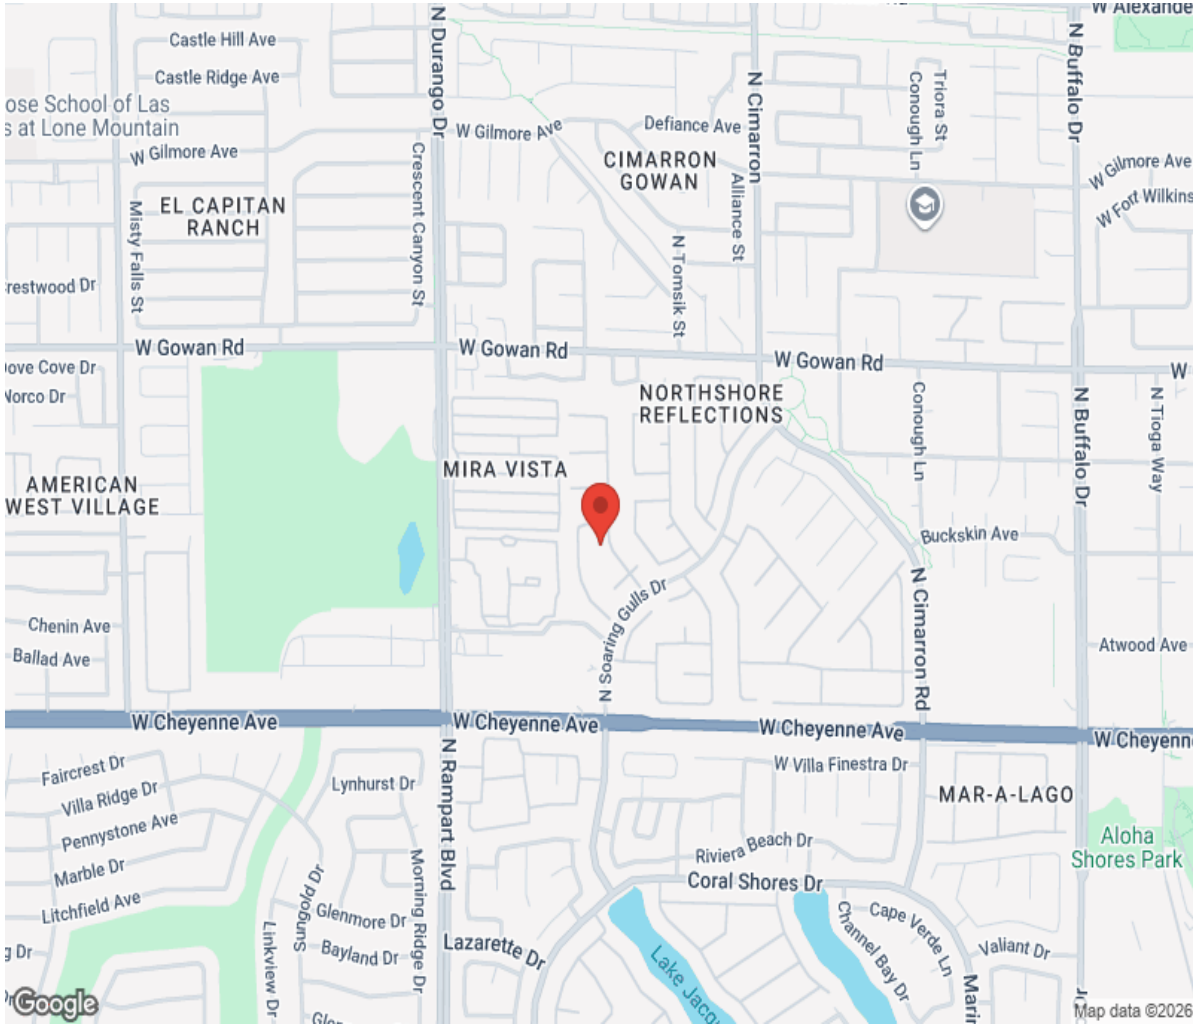 W Alexande
N Durango Dr
Castle Hill Ave
N Buffalo Dr
Castle Ridge Ave
N Cimarron
Triora St
Conough Ln
ose School of Las
s at Lone Mountain
W Gilmore Ave
Defiance Ave
W Gilmore Ave
CIMARRON
GOWAN
W Gilmore Ave
W Fort Wilkins
Crescent Canyon St
Alliance St
EL CAPITAN
RANCH
Misty Falls St
N Tomsik St
restwood Dr
W Gowan Rd
W Gowan Rd
W Gowan Rd
W
ove Cove Dr
Norco Dr
NORTHSHORE
REFLECTIONS
Conough Ln
N Buffalo Dr
N Tioga Way
MIRA VISTA
AMERICAN
WEST VILLAGE
Buckskin Ave
N Soaring Gulls Dr
N Cimarron Rd
Chenin Ave
Ballad Ave
Atwood Ave
W Cheyenne Ave
W Cheyenne Ave
W Cheyenne Ave
W Cheyenn
Faircrest Dr
N Rampart Blvd
W Villa Finestra Dr
Lynhurst Dr
Villa Ridge Dr
MAR-A-LAGO
Pennystone Ave
Riviera Beach Dr
Aloha
Shores Park
Marble Dr
Morning Ridge Dr
Coral Shores Dr
Litchfield Ave
Sungold Dr
Glenmore Dr
Channel Bay Dr
Cape Verde Ln
Linkview Dr
Bayland Dr
Lazarette Dr
Valiant Dr
g Dr
Lake Jacqu
Marin
Google
Glen
Map data ©2026